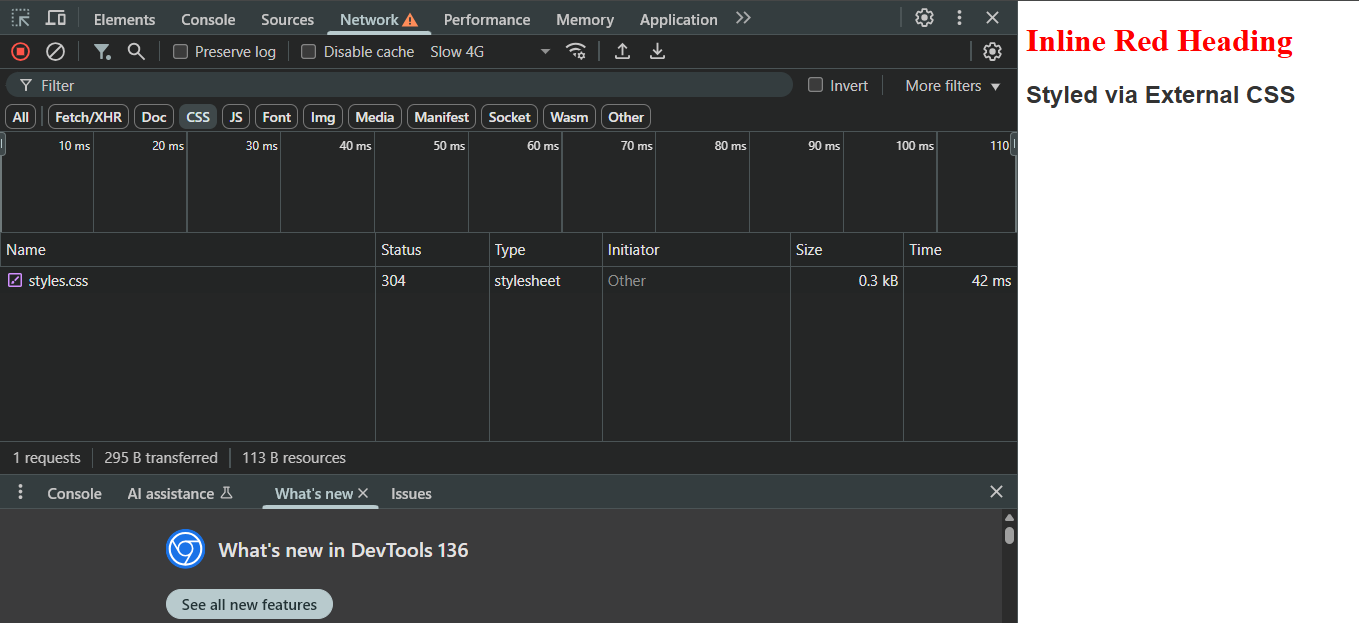 Elements Console Sources Network Performance Memory Application
Preserve log Disable cache Slow 4G
Filter Invert More filters
All Fetch/XHR Doc CSS JS Font Img Media Manifest Socket Wasm Other
10 ms 20 ms 30 ms 40 ms 50 ms 60 ms 70 ms 80 ms 90 ms 100 ms 110
Name Status Type Initiator Size Time
styles.css 304 stylesheet Other 0.3 kB 42 ms
1 requests 295 B transferred 113 B resources
Console AI assistance What's new Issues
What's new in DevTools 136
See all new features
Inline Red Heading
Styled via External CSS